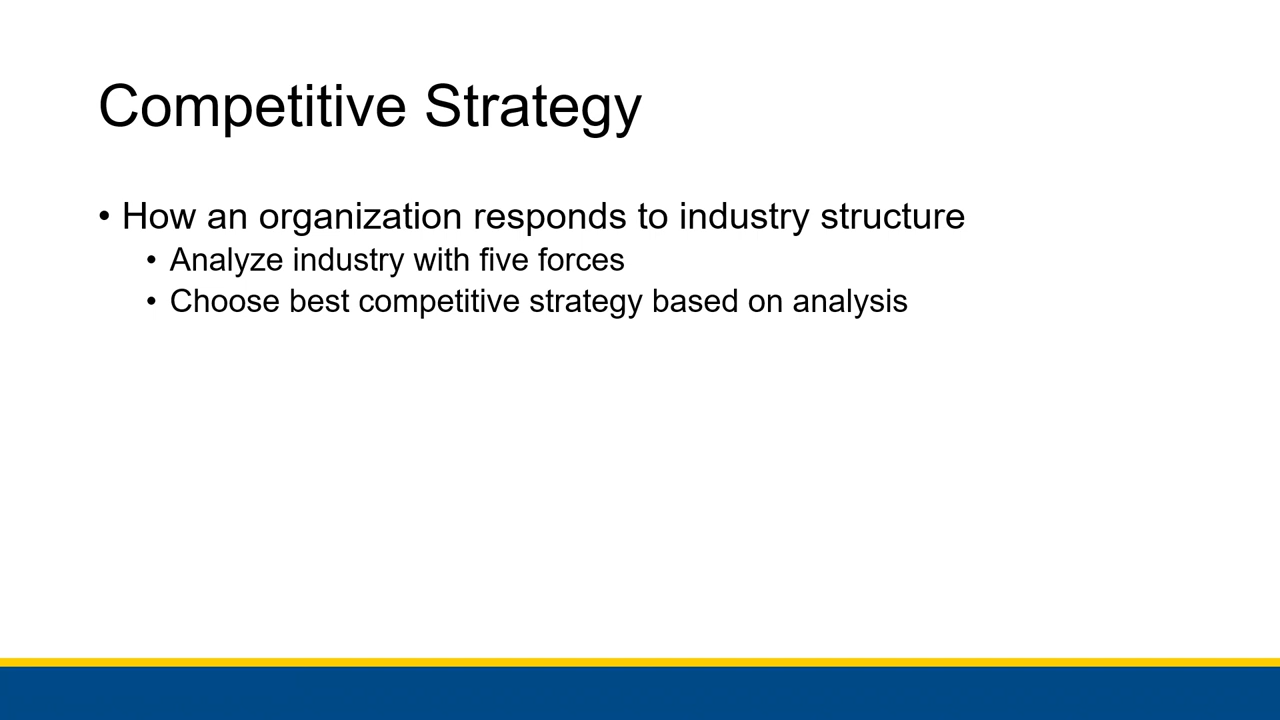 Competitive Strategy
• How an organization responds to industry structure
• Analyze industry with five forces
• Choose best competitive strategy based on analysis